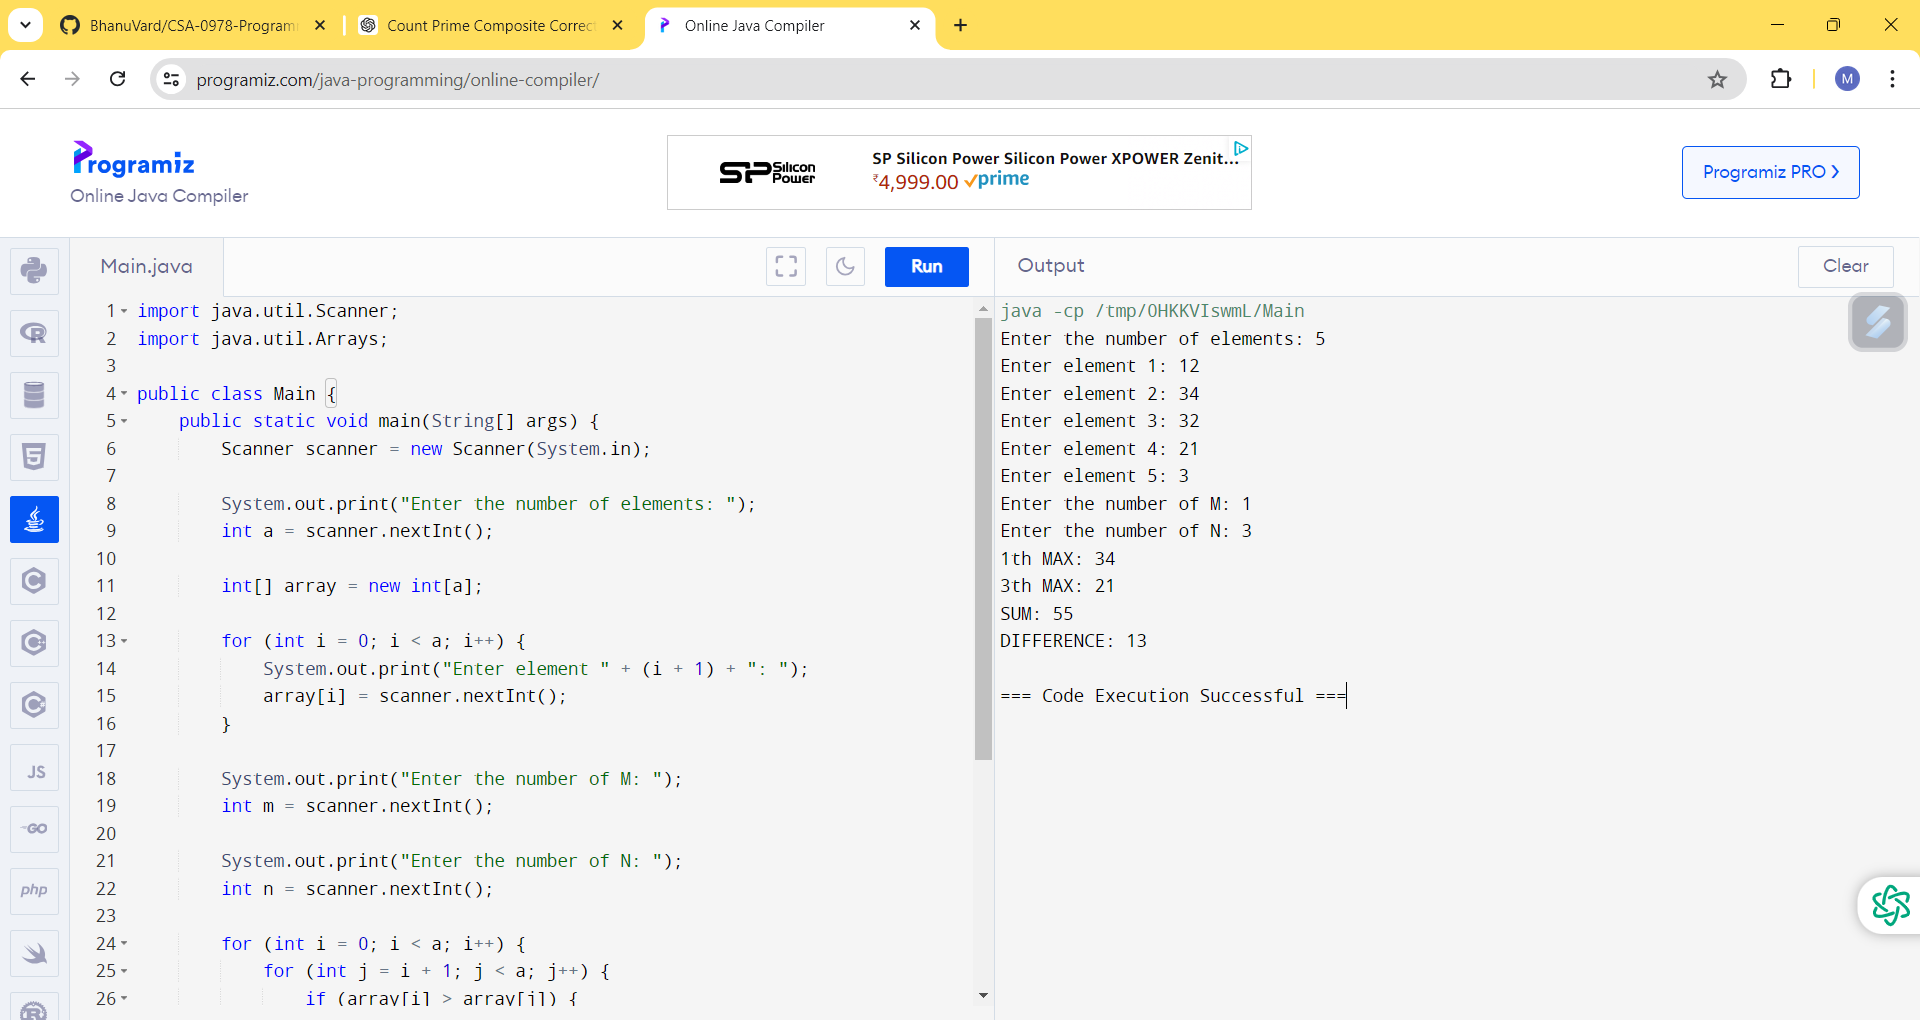 BhanuVard/CSA-0978-Programm
Count Prime Composite Correct
Online Java Compiler
programiz.com/java-programming/online-compiler/
M
Programiz
Online Java Compiler
SP Silicon Power
SP Silicon Power Silicon Power XPOWER Zenit...
₹4,999.00 prime
Programiz PRO
Main.java
Run
Output
Clear
1 import java.util.Scanner;
2 import java.util.Arrays;
3
4 public class Main {
5 public static void main(String[] args) {
6 Scanner scanner = new Scanner(System.in);
7
8 System.out.print("Enter the number of elements: ");
9 int a = scanner.nextInt();
10
11 int[] array = new int[a];
12
13 for (int i = 0; i < a; i++) {
14 System.out.print("Enter element " + (i + 1) + ": ");
15 array[i] = scanner.nextInt();
16 }
17
18 System.out.print("Enter the number of M: ");
19 int m = scanner.nextInt();
20
21 System.out.print("Enter the number of N: ");
22 int n = scanner.nextInt();
23
24 for (int i = 0; i < a; i++) {
25 for (int j = i + 1; j < a; j++) {
26 if (array[i] > array[j]) {
java -cp /tmp/OHKKVIswmL/Main
Enter the number of elements: 5
Enter element 1: 12
Enter element 2: 34
Enter element 3: 32
Enter element 4: 21
Enter element 5: 3
Enter the number of M: 1
Enter the number of N: 3
1th MAX: 34
3th MAX: 21
SUM: 55
DIFFERENCE: 13
=== Code Execution Successful ===
R
5
C
C
C
JS
GO
php
R